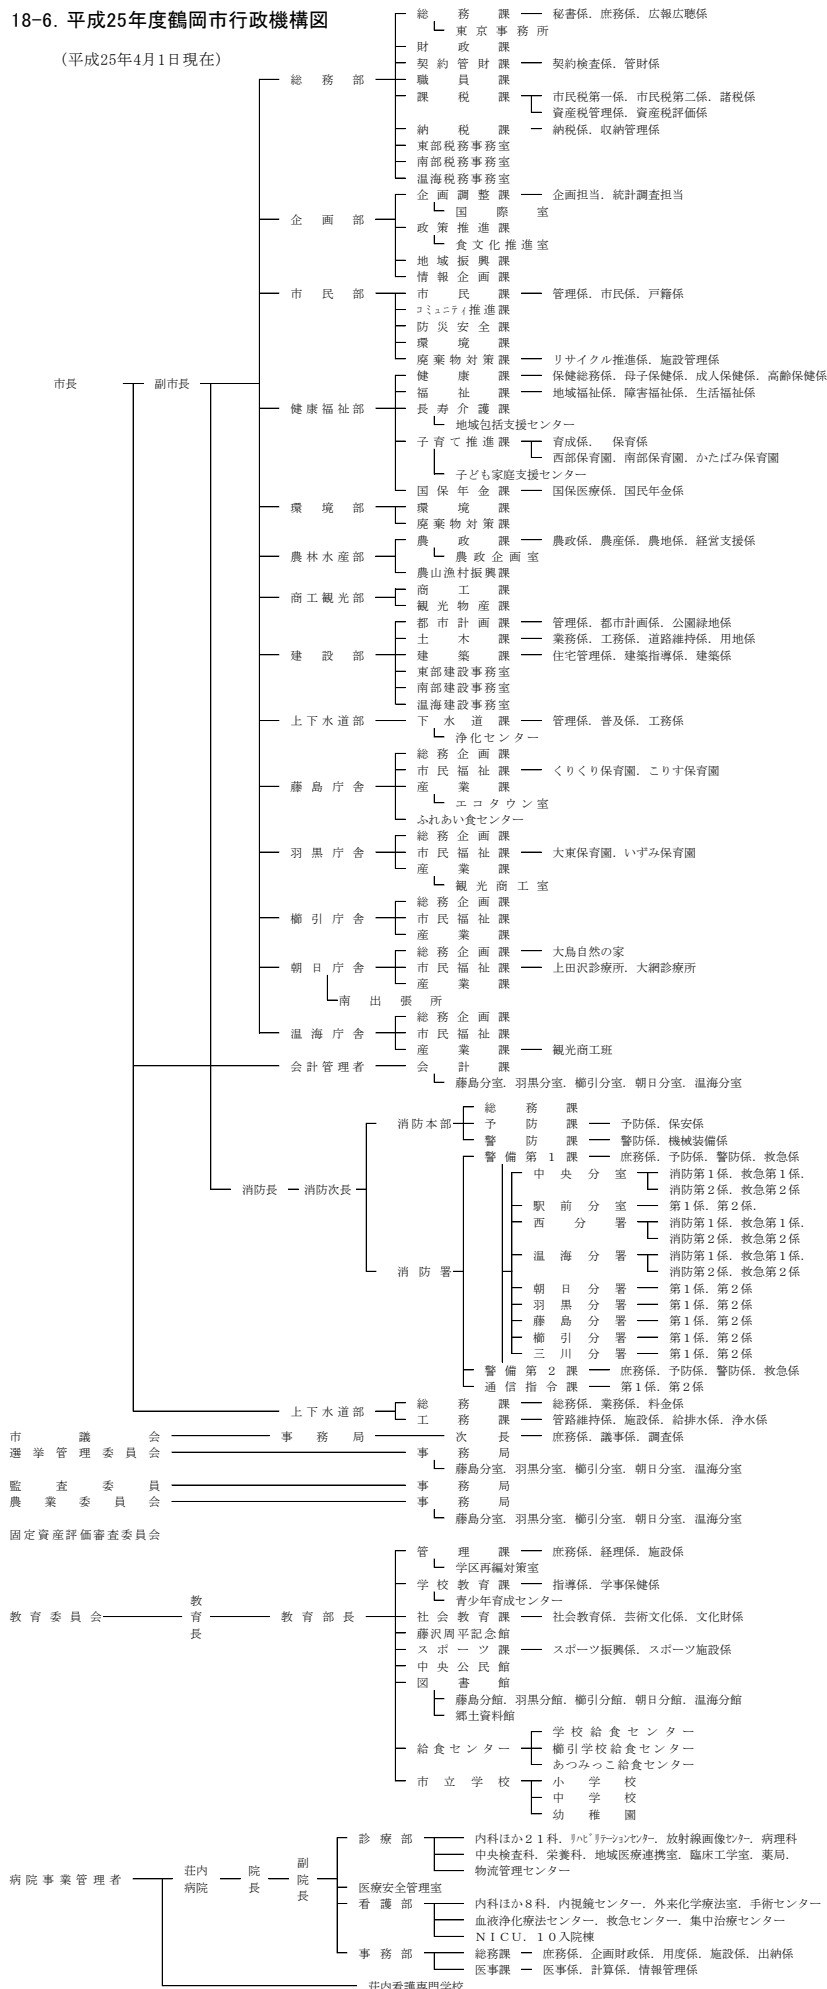 18-6. 平成25年度鶴岡市行政機構図
(平成25年4月1日現在)
総務課 秘書係．庶務係．広報広聴係
東京事務所
財政課
契約管財課 契約検査係．管財係
総務部 職員課
課税課 市民税第一係．市民税第二係．諸税係
資産税管理係．資産税評価係
納税課 納税係．収納管理係
東部税務事務室
南部税務事務室
温海税務事務室
企画調整課 企画担当．統計調査担当
国際室
企画部
政策推進課
食文化推進室
地域振興課
情報企画課
市民部 市民課 管理係．市民係．戸籍係
コミュニティ推進課
防災安全課
環境課
廃棄物対策課 リサイクル推進係．施設管理係
市長 副市長
健康課 保健総務係．母子保健係．成人保健係．高齢保健係
福祉課 地域福祉係．障害福祉係．生活福祉係
健康福祉部 長寿介護課
地域包括支援センター
子育て推進課 育成係． 保育係
西部保育園．南部保育園．かたばみ保育園
子ども家庭支援センター
国保年金課 国保医療係．国民年金係
環境部 環境課
廃棄物対策課
農政課 農政係．農産係．農地係．経営支援係
農林水産部 農政企画室
農山漁村振興課
商工課
商工観光部
観光物産課
都市計画課 管理係．都市計画係．公園緑地係
土木課 業務係．工務係．道路維持係．用地係
建設部 建築課 住宅管理係．建築指導係．建築係
東部建設事務室
南部建設事務室
温海建設事務室
上下水道部 下水道課 管理係．普及係．工務係
浄化センター
総務企画課
市民福祉課 くりくり保育園．こりす保育園
藤島庁舎 産業課
エコタウン室
ふれあい食センター
総務企画課
羽黒庁舎 市民福祉課 大東保育園．いずみ保育園
産業課
観光商工室
総務企画課
櫛引庁舎 市民福祉課
産業課
総務企画課 大鳥自然の家
朝日庁舎 市民福祉課 上田沢診療所．大網診療所
産業課
南出張所
総務企画課
温海庁舎 市民福祉課
産業課 観光商工班
会計管理者 会計課
藤島分室．羽黒分室．櫛引分室．朝日分室．温海分室
総務課
消防本部 予防課 予防係．保安係
警防課 警防係．機械装備係
警備第1課 庶務係．予防係．警防係．救急係
中央分室 消防第1係．救急第1係．
消防長 消防次長 消防第2係．救急第2係
駅前分室 第1係．第2係．
西分署 消防第1係．救急第1係．
消防第2係．救急第2係
温海分署 消防第1係．救急第1係．
消防署 消防第2係．救急第2係
朝日分署 第1係．第2係
羽黒分署 第1係．第2係
藤島分署 第1係．第2係
櫛引分署 第1係．第2係
三川分署 第1係．第2係
警備第2課 庶務係．予防係．警防係．救急係
通信指令課 第1係．第2係
総務課 総務係．業務係．料金係
上下水道部
工務課 管路維持係．施設係．給排水係．浄水係
市議会 事務局 次長 庶務係．議事係．調査係
選挙管理委員会 事務局
藤島分室．羽黒分室．櫛引分室．朝日分室．温海分室
監査委員 事務局
農業委員会 事務局
藤島分室．羽黒分室．櫛引分室．朝日分室．温海分室
固定資産評価審査委員会
管理課 庶務係．経理係．施設係
学区再編対策室
学校教育課 指導係．学事保健係
青少年育成センター
教育委員会 教育長 教育部長 社会教育課 社会教育係．芸術文化係．文化財係
藤沢周平記念館
スポーツ課 スポーツ振興係．スポーツ施設係
中央公民館
図書館
藤島分館．羽黒分館．櫛引分館．朝日分館．温海分館
郷土資料館
学校給食センター
給食センター 櫛引学校給食センター
あつみっこ給食センター
市立学校 小学校
中学校
幼稚園
診療部 内科ほか21科．ﾘﾊﾋﾞﾘﾃｰｼｮﾝｾﾝﾀｰ．放射線画像ｾﾝﾀｰ．病理科
中央検査科．栄養科．地域医療連携室．臨床工学室．薬局．
物流管理センター
病院事業管理者 荘内病院 院長 副院長
医療安全管理室
看護部 内科ほか8科．内視鏡センター．外来化学療法室．手術センター
血液浄化療法センター．救急センター．集中治療センター
NICU．10入院棟
事務部 総務課 庶務係．企画財政係．用度係．施設係．出納係
医事課 医事係．計算係．情報管理係
荘内看護専門学校